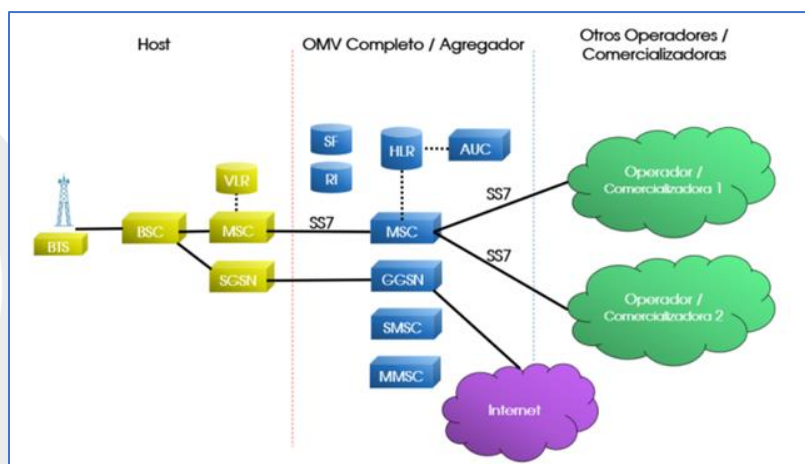 Host
OMV Completo / Agregador
Otros Operadores /
Comercializadoras
SF
RI
HLR
AUC
VLR
BTS
BSC
MSC
SS7
MSC
SS7
SS7
Operador /
Comercializadora 1
SGSN
GGSN
SMSC
MMSC
Operador /
Comercializadora 2
Internet